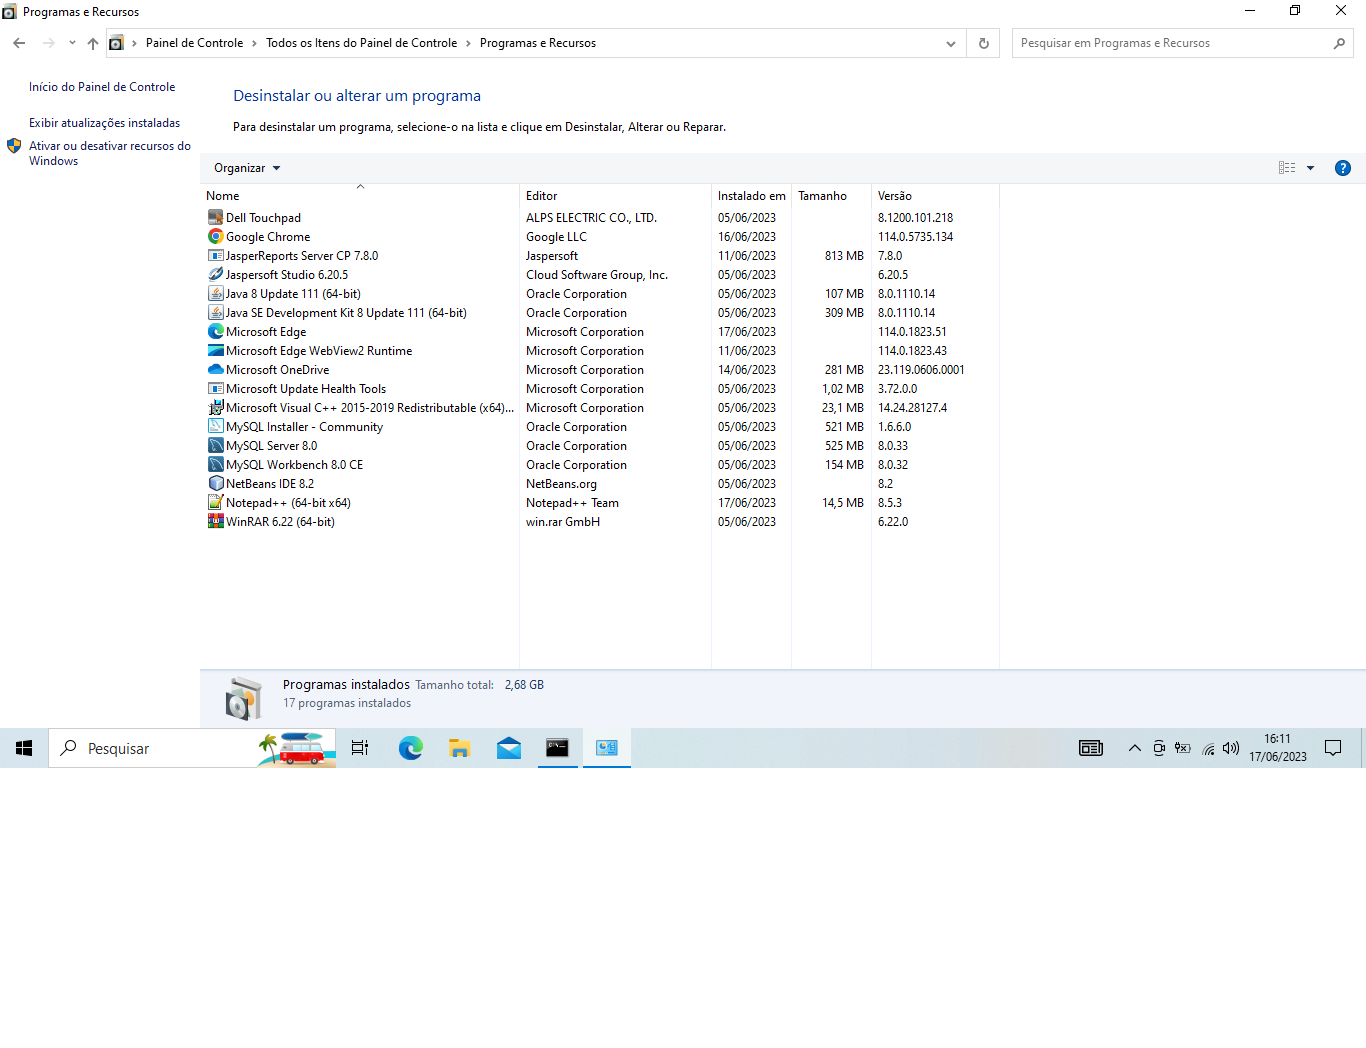 Programas e Recursos
Painel de Controle > Todos os Itens do Painel de Controle > Programas e Recursos
Pesquisar em Programas e Recursos
Início do Painel de Controle
Exibir atualizações instaladas
Ativar ou desativar recursos do
Windows
Desinstalar ou alterar um programa
Para desinstalar um programa, selecione-o na lista e clique em Desinstalar, Alterar ou Reparar.
Organizar
Nome Editor Instalado em Tamanho Versão
Dell Touchpad ALPS ELECTRIC CO., LTD. 05/06/2023 8.1200.101.218
Google Chrome Google LLC 16/06/2023 114.0.5735.134
JasperReports Server CP 7.8.0 Jaspersoft 11/06/2023 813 MB 7.8.0
Jaspersoft Studio 6.20.5 Cloud Software Group, Inc. 05/06/2023 6.20.5
Java 8 Update 111 (64-bit) Oracle Corporation 05/06/2023 107 MB 8.0.1110.14
Java SE Development Kit 8 Update 111 (64-bit) Oracle Corporation 05/06/2023 309 MB 8.0.1110.14
Microsoft Edge Microsoft Corporation 17/06/2023 114.0.1823.51
Microsoft Edge WebView2 Runtime Microsoft Corporation 11/06/2023 114.0.1823.43
Microsoft OneDrive Microsoft Corporation 14/06/2023 281 MB 23.119.0606.0001
Microsoft Update Health Tools Microsoft Corporation 05/06/2023 1,02 MB 3.72.0.0
Microsoft Visual C++ 2015-2019 Redistributable (x64)... Microsoft Corporation 05/06/2023 23,1 MB 14.24.28127.4
MySQL Installer - Community Oracle Corporation 05/06/2023 521 MB 1.6.6.0
MySQL Server 8.0 Oracle Corporation 05/06/2023 525 MB 8.0.33
MySQL Workbench 8.0 CE Oracle Corporation 05/06/2023 154 MB 8.0.32
NetBeans IDE 8.2 NetBeans.org 05/06/2023 8.2
Notepad++ (64-bit x64) Notepad++ Team 17/06/2023 14,5 MB 8.5.3
WinRAR 6.22 (64-bit) win.rar GmbH 05/06/2023 6.22.0
Programas instalados Tamanho total: 2,68 GB
17 programas instalados
Pesquisar
16:11
17/06/2023